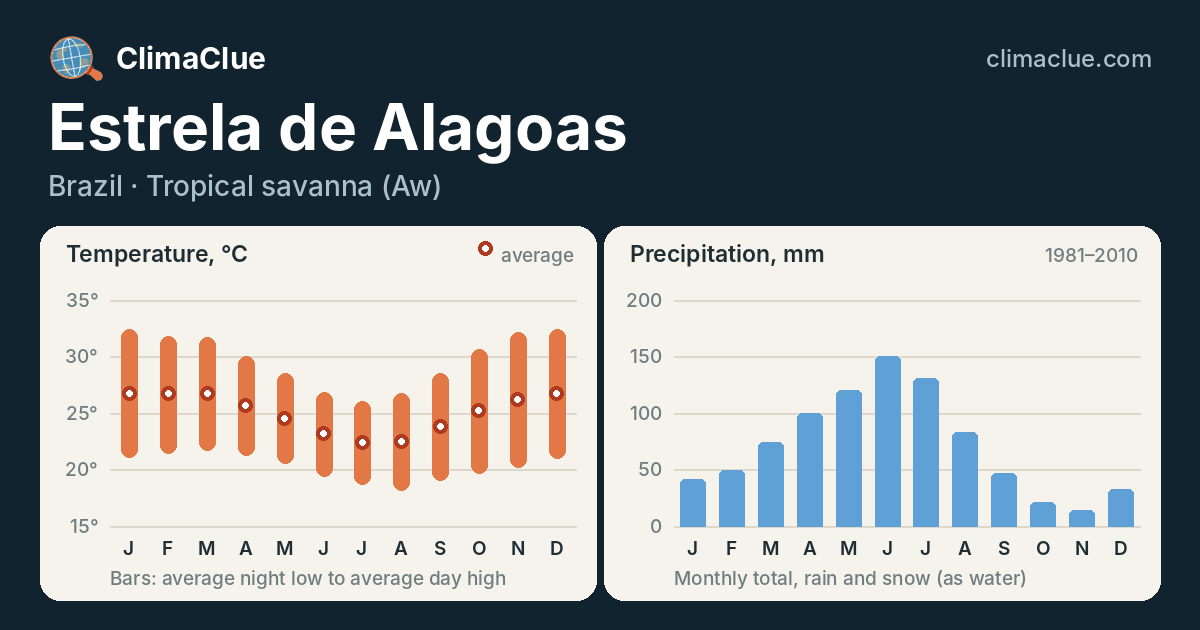 ClimaClue
climaclue.com
Estrela de Alagoas
Brazil · Tropical savanna (Aw)
Temperature, °C
average
35°
30°
25°
20°
15°
J F M A M J J A S O N D
Bars: average night low to average day high
Precipitation, mm
1981–2010
200
150
100
50
0
J F M A M J J A S O N D
Monthly total, rain and snow (as water)